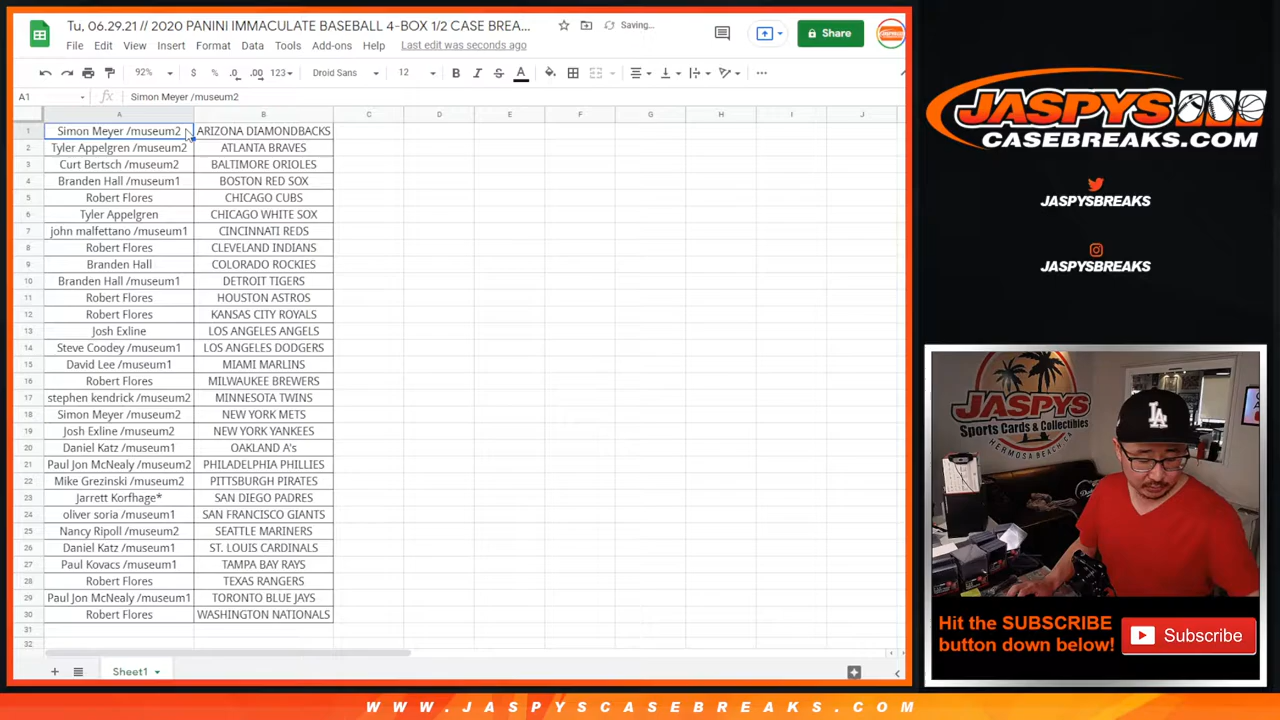 Tu, 06.29.21 // 2020 PANINI IMMACULATE BASEBALL 4-BOX 1/2 CASE BREA...
Saving...
File Edit View Insert Format Data Tools Add-ons Help Last edit was seconds ago
Share
92% $ % .0 .00 123 Droid Sans 12 B I S A
A1 fx Simon Meyer /museum2
A B C D E F G H I J
1 Simon Meyer /museum2 ARIZONA DIAMONDBACKS
2 Tyler Appelgren /museum2 ATLANTA BRAVES
3 Curt Bertsch /museum2 BALTIMORE ORIOLES
4 Branden Hall /museum1 BOSTON RED SOX
5 Robert Flores CHICAGO CUBS
6 Tyler Appelgren CHICAGO WHITE SOX
7 john malfettano /museum1 CINCINNATI REDS
8 Robert Flores CLEVELAND INDIANS
9 Branden Hall COLORADO ROCKIES
10 Branden Hall /museum1 DETROIT TIGERS
11 Robert Flores HOUSTON ASTROS
12 Robert Flores KANSAS CITY ROYALS
13 Josh Exline LOS ANGELES ANGELS
14 Steve Coodey /museum1 LOS ANGELES DODGERS
15 David Lee /museum1 MIAMI MARLINS
16 Robert Flores MILWAUKEE BREWERS
17 stephen kendrick /museum2 MINNESOTA TWINS
18 Simon Meyer /museum2 NEW YORK METS
19 Josh Exline /museum2 NEW YORK YANKEES
20 Daniel Katz /museum1 OAKLAND A's
21 Paul Jon McNealy /museum2 PHILADELPHIA PHILLIES
22 Mike Grezinski /museum2 PITTSBURGH PIRATES
23 Jarrett Korfhage* SAN DIEGO PADRES
24 oliver soria /museum1 SAN FRANCISCO GIANTS
25 Nancy Ripoll /museum2 SEATTLE MARINERS
26 Daniel Katz /museum1 ST. LOUIS CARDINALS
27 Paul Kovacs /museum1 TAMPA BAY RAYS
28 Robert Flores TEXAS RANGERS
29 Paul Jon McNealy /museum1 TORONTO BLUE JAYS
30 Robert Flores WASHINGTON NATIONALS
31
32
Sheet1
JASPYS
CASEBREAKS.COM
JASPYSBREAKS
JASPYSBREAKS
JASPYS
Sports Cards & Collectibles
HERMOSA BEACH, CA
LA
Hit the SUBSCRIBE
button down below!
Subscribe
WWW.JASPYSCASEBREAKS.COM